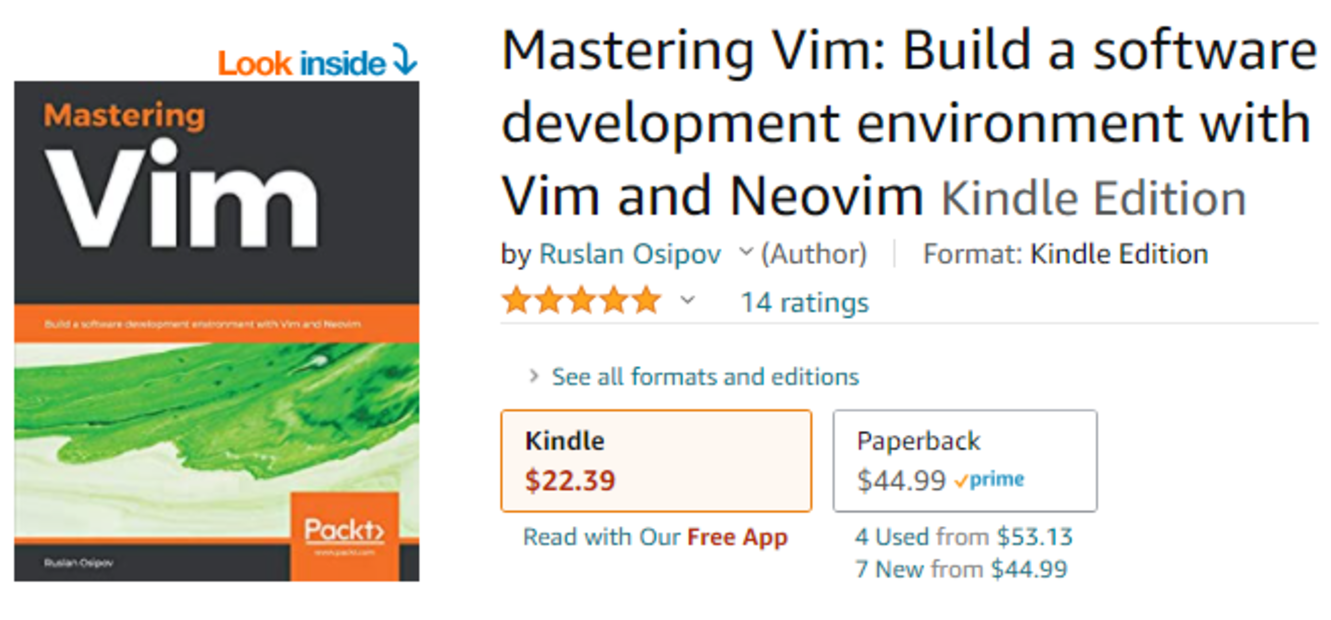 Look inside
Mastering
Vim
Build a software development environment with Vim and Neovim
Packt>
www.packt.com
Ruslan Osipov
Mastering Vim: Build a software
development environment with
Vim and Neovim Kindle Edition
by Ruslan Osipov (Author) Format: Kindle Edition
14 ratings
See all formats and editions
Kindle
$22.39
Read with Our Free App
Paperback
$44.99 prime
4 Used from $53.13
7 New from $44.99